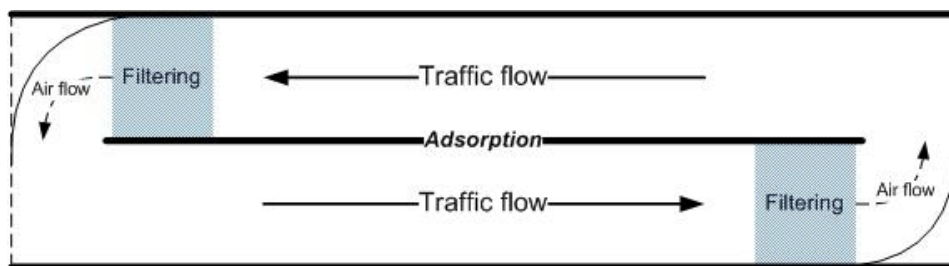 Filtering
Traffic flow
Air flow
Adsorption
Traffic flow
Filtering
Air flow